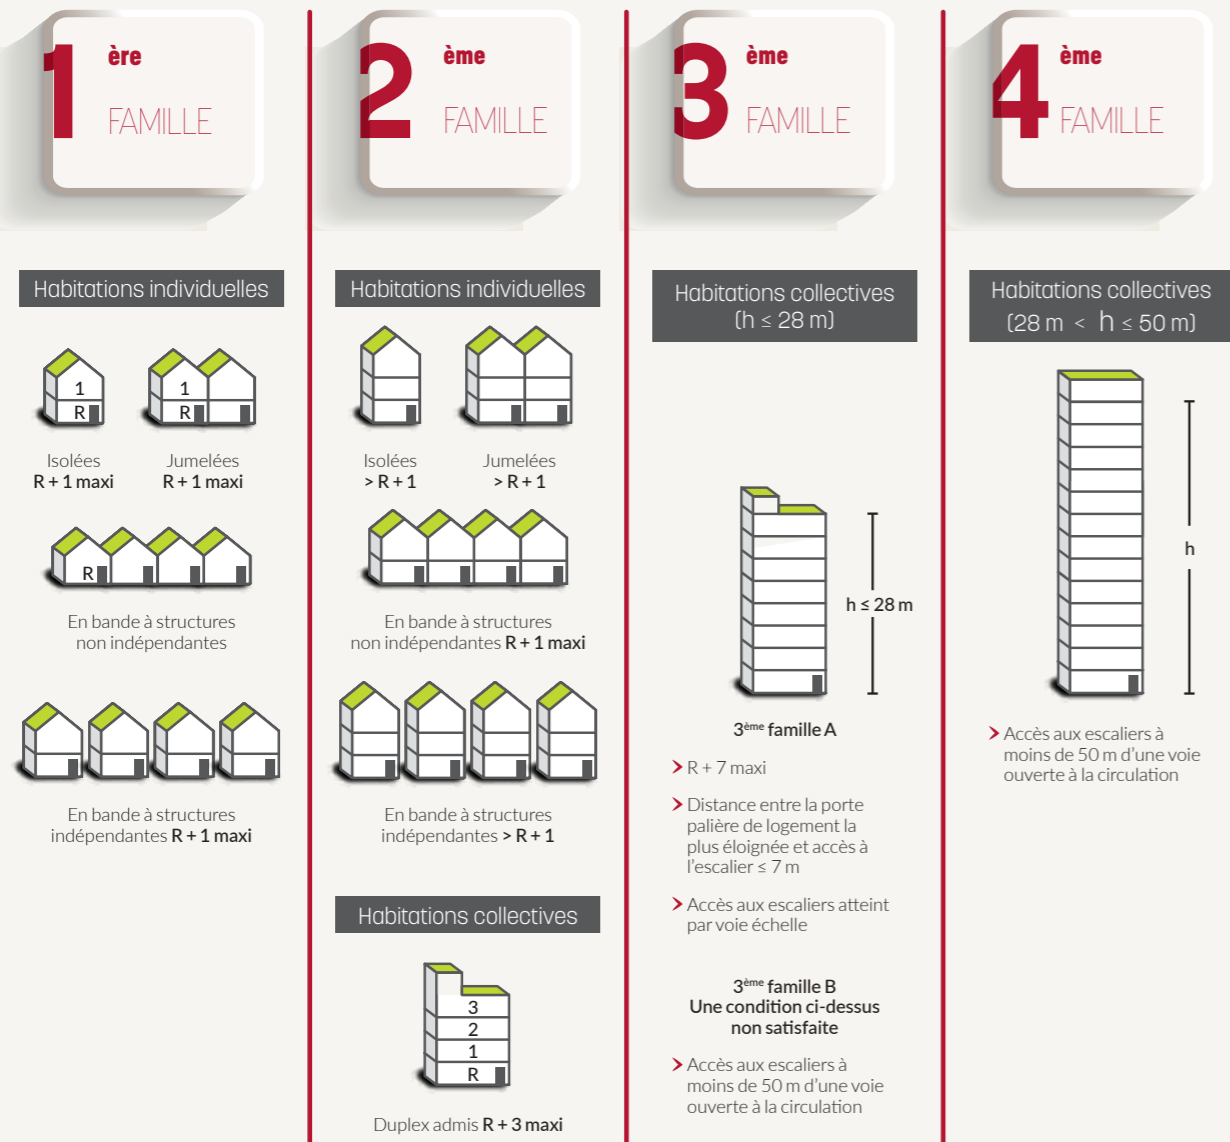 1ère
FAMILLE
Habitations individuelles
1
R
1
R
Isolées
R + 1 maxi
Jumelées
R + 1 maxi
R
En bande à structures
non indépendantes
En bande à structures
indépendantes R + 1 maxi
2ème
FAMILLE
Habitations individuelles
Isolées
> R + 1
Jumelées
> R + 1
En bande à structures
non indépendantes R + 1 maxi
En bande à structures
indépendantes > R + 1
Habitations collectives
3
2
1
R
Duplex admis R + 3 maxi
3ème
FAMILLE
Habitations collectives
(h ≤ 28 m)
h ≤ 28 m
3ème famille A
R + 7 maxi
Distance entre la porte
palière de logement la
plus éloignée et accès à
l'escalier ≤ 7 m
Accès aux escaliers atteint
par voie échelle
3ème famille B
Une condition ci-dessus
non satisfaite
Accès aux escaliers à
moins de 50 m d'une voie
ouverte à la circulation
4ème
FAMILLE
Habitations collectives
(28 m < h ≤ 50 m)
h
Accès aux escaliers à
moins de 50 m d'une voie
ouverte à la circulation